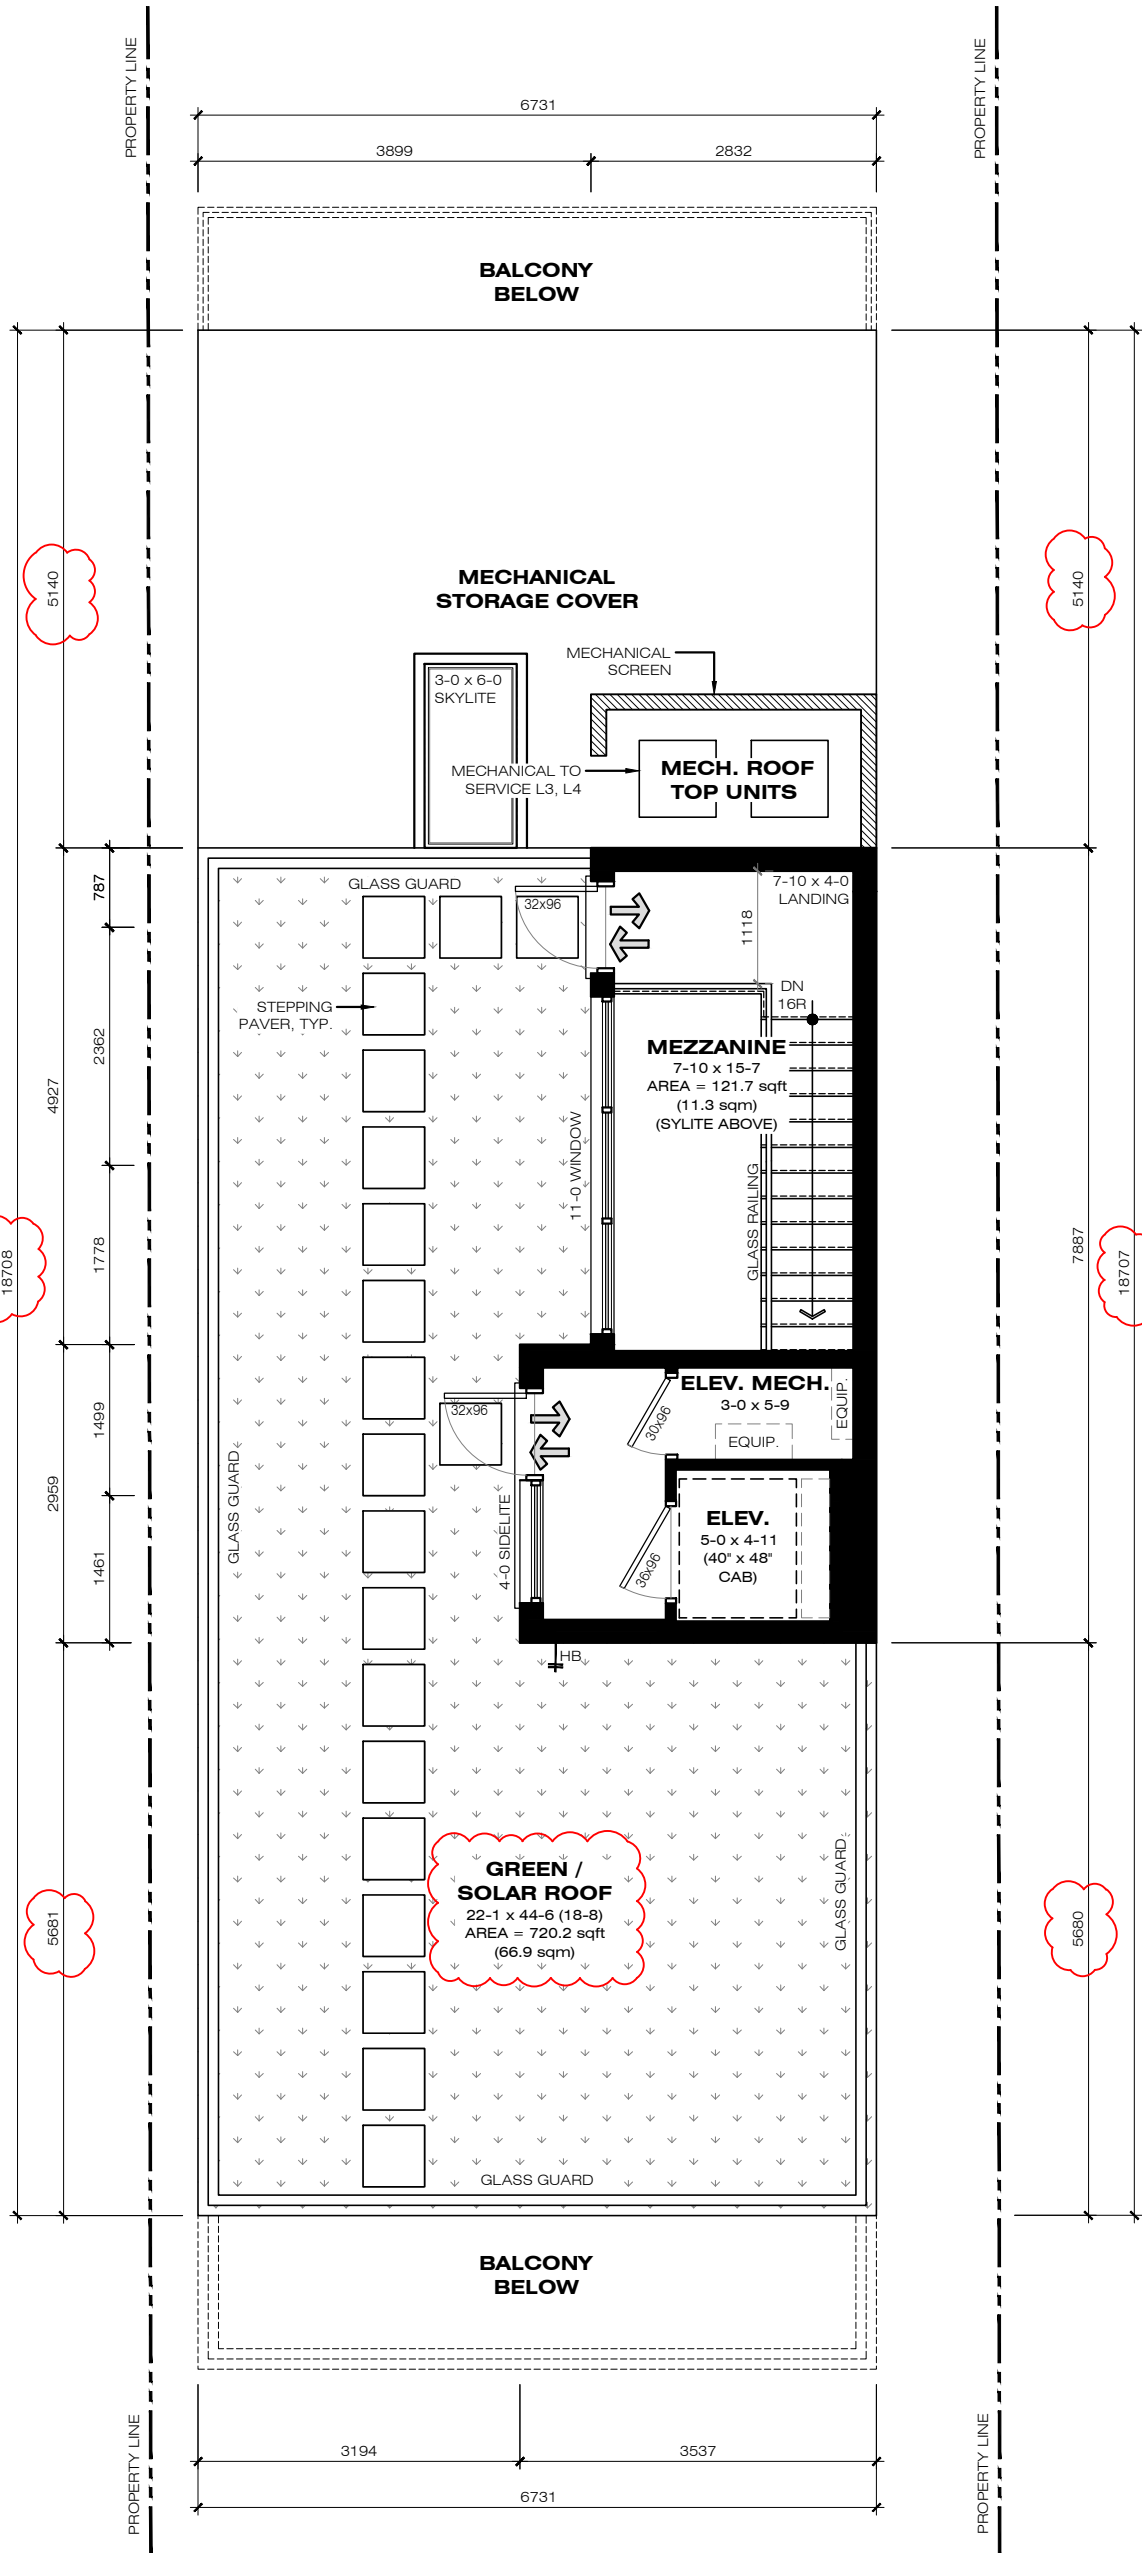 PROPERTY LINE
PROPERTY LINE
6731
3899
2832
BALCONY
BELOW
5140
5140
MECHANICAL
STORAGE COVER
MECHANICAL
SCREEN
3-0 x 6-0
SKYLITE
MECHANICAL TO
SERVICE L3, L4
MECH. ROOF
TOP UNITS
787
GLASS GUARD
32x96
7-10 x 4-0
LANDING
1118
DN
16R
STEPPING
PAVER, TYP.
2362
4927
MEZZANINE
7-10 x 15-7
AREA = 121.7 sqft
(11.3 sqm)
(SYLITE ABOVE)
11-0 WINDOW
GLASS RAILING
1778
18708
7887
18707
ELEV. MECH.
3-0 x 5-9
EQUIP.
EQUIP.
30x96
32x96
1499
2959
GLASS GUARD
4-0 SIDELITE
1461
ELEV.
5-0 x 4-11
(40" x 48"
CAB)
36x96
HB
GREEN /
SOLAR ROOF
22-1 x 44-6 (18-8)
AREA = 720.2 sqft
(66.9 sqm)
GLASS GUARD
5681
5680
GLASS GUARD
BALCONY
BELOW
3194
3537
6731
PROPERTY LINE
PROPERTY LINE